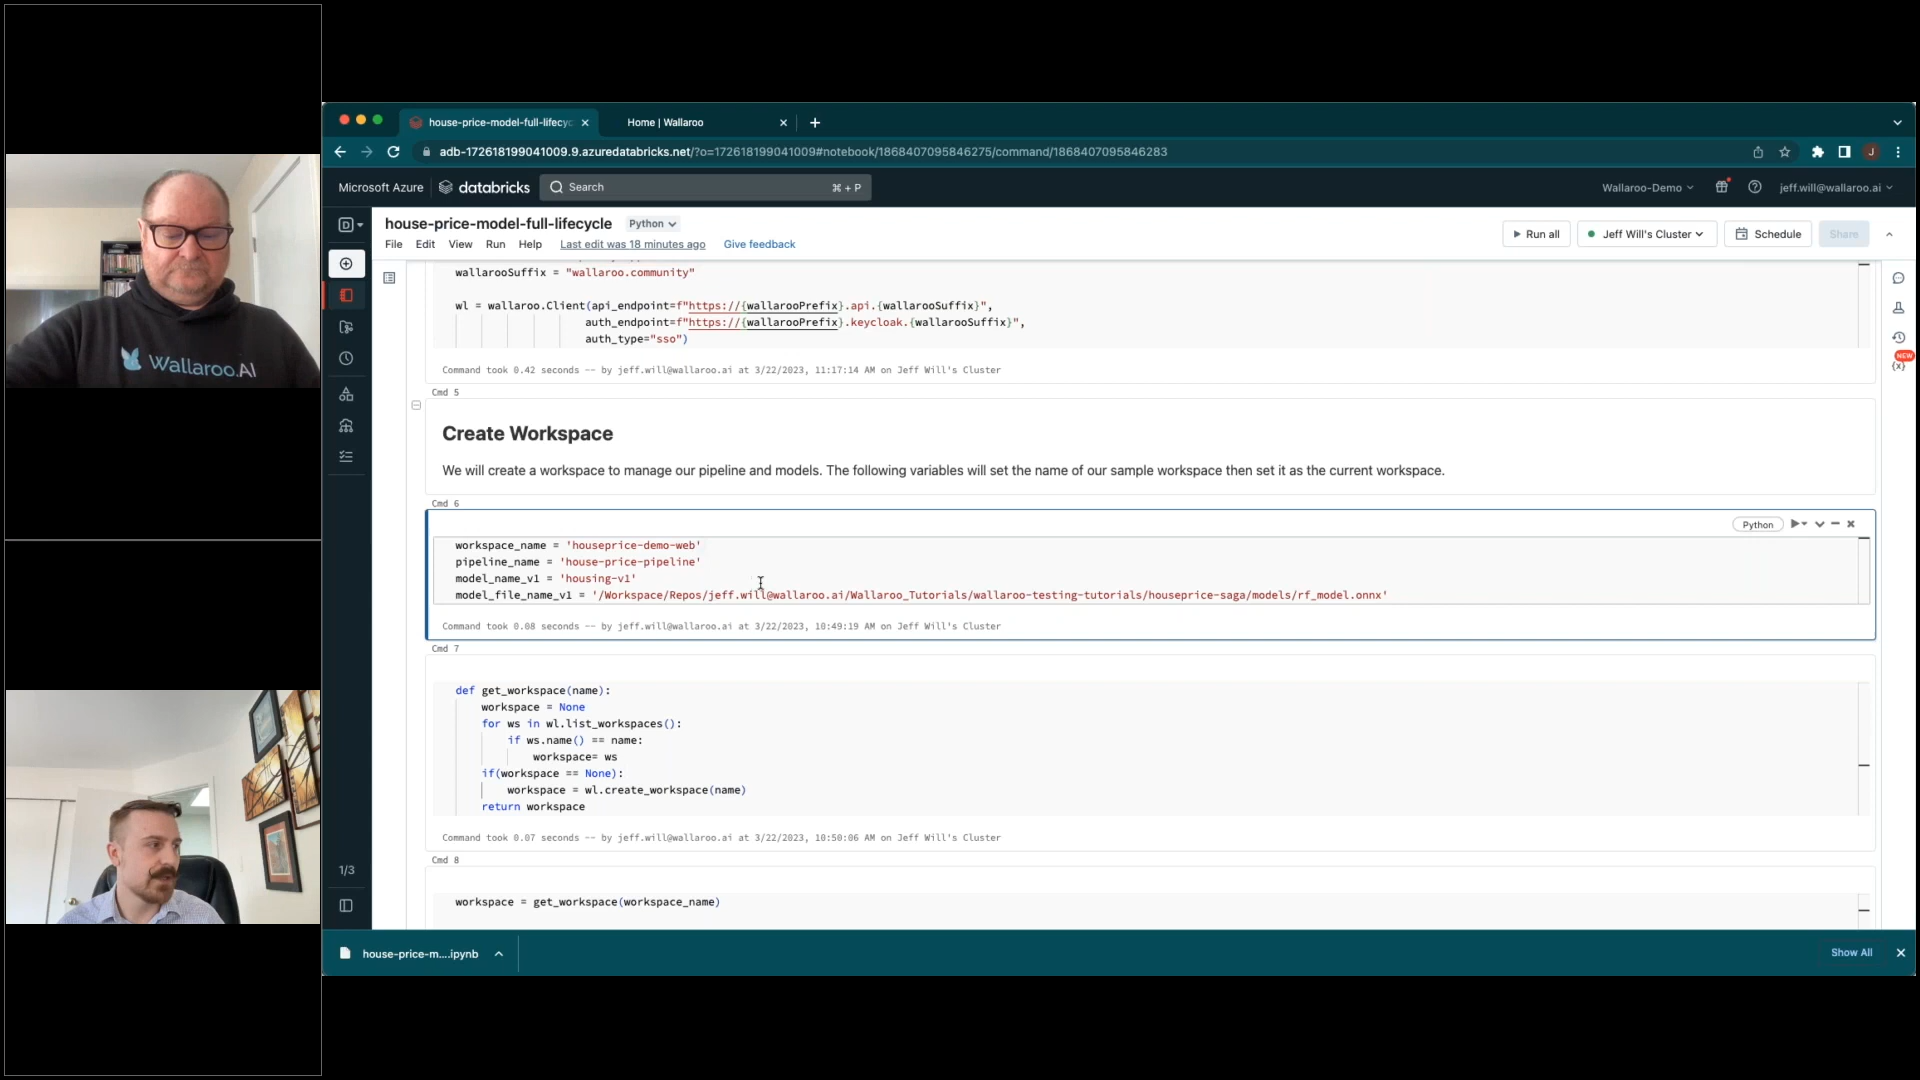 Wallaroo.AI
house-price-model-full-lifecyc
Home | Wallaroo
adb-172618199041009.9.azuredatabricks.net/?o=172618199041009#notebook/1868407095846275/command/1868407095846283
J
Microsoft Azure
databricks
Search
⌘ + P
Wallaroo-Demo
jeff.will@wallaroo.ai
D
house-price-model-full-lifecycle
Python
File Edit View Run Help Last edit was 18 minutes ago Give feedback
Run all
Jeff Will's Cluster
Schedule
Share
wallarooSuffix = "wallaroo.community"
wl = wallaroo.Client(api_endpoint=f"https://{wallarooPrefix}.api.{wallarooSuffix}",
auth_endpoint=f"https://{wallarooPrefix}.keycloak.{wallarooSuffix}",
auth_type="sso")
Command took 0.42 seconds -- by jeff.will@wallaroo.ai at 3/22/2023, 11:17:14 AM on Jeff Will's Cluster
NEW
{x}
Cmd 5
Create Workspace
We will create a workspace to manage our pipeline and models. The following variables will set the name of our sample workspace then set it as the current workspace.
Cmd 6
Python
workspace_name = 'houseprice-demo-web'
pipeline_name = 'house-price-pipeline'
model_name_v1 = 'housing-v1'
model_file_name_v1 = '/Workspace/Repos/jeff.will@wallaroo.ai/Wallaroo_Tutorials/wallaroo-testing-tutorials/houseprice-saga/models/rf_model.onnx'
Command took 0.08 seconds -- by jeff.will@wallaroo.ai at 3/22/2023, 10:49:19 AM on Jeff Will's Cluster
Cmd 7
def get_workspace(name):
workspace = None
for ws in wl.list_workspaces():
if ws.name() == name:
workspace= ws
if(workspace == None):
workspace = wl.create_workspace(name)
return workspace
Command took 0.07 seconds -- by jeff.will@wallaroo.ai at 3/22/2023, 10:50:06 AM on Jeff Will's Cluster
Cmd 8
workspace = get_workspace(workspace_name)
1/3
house-price-m....ipynb
Show All